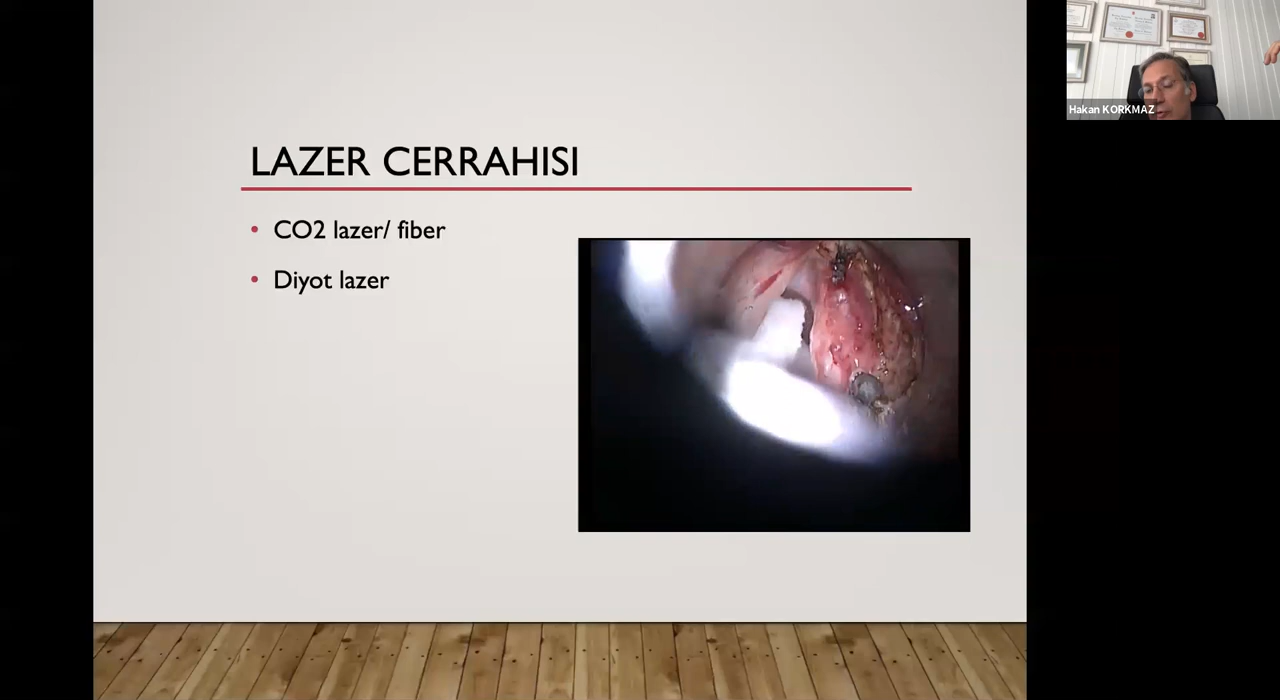 LAZER CERRAHISI
• CO2 lazer/ fiber
• Diyot lazer
Hakan KORKMAZ